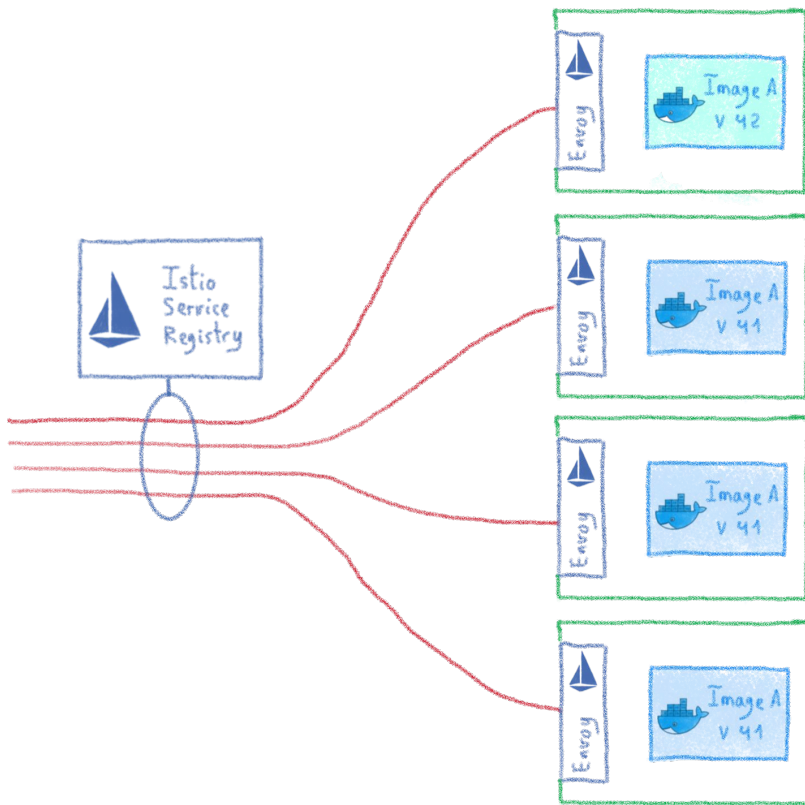 Image A
v 42
Envoy
Istio
Service
Registry
Image A
v 41
Envoy
Image A
v 41
Envoy
Image A
v 41
Envoy